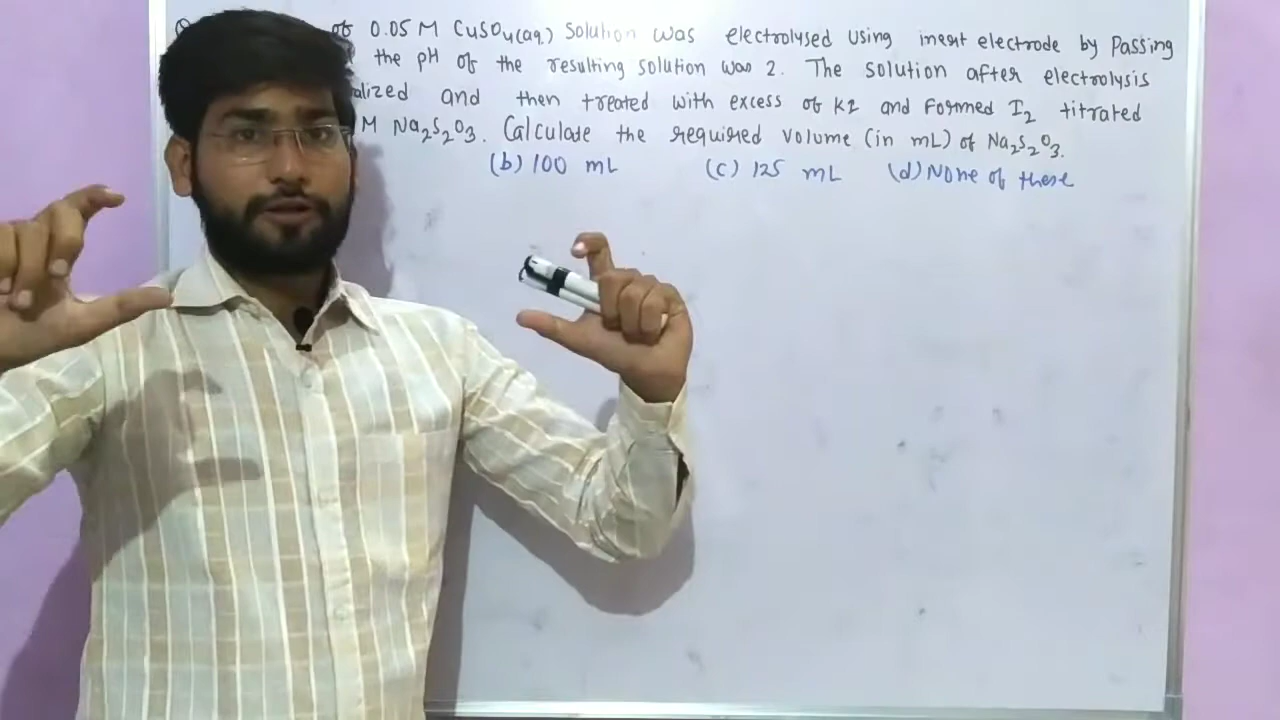 of 0.05 M CuSO4(aq.) Solution was electrolysed using inert electrode by Passing
the pH of the resulting solution was 2. The solution after electrolysis
alized and then treated with excess of KI and Formed I2 titrated
M Na2S2O3. Calculate the required volume (in mL) of Na2S2O3.
(b) 100 mL (c) 125 mL (d) None of these